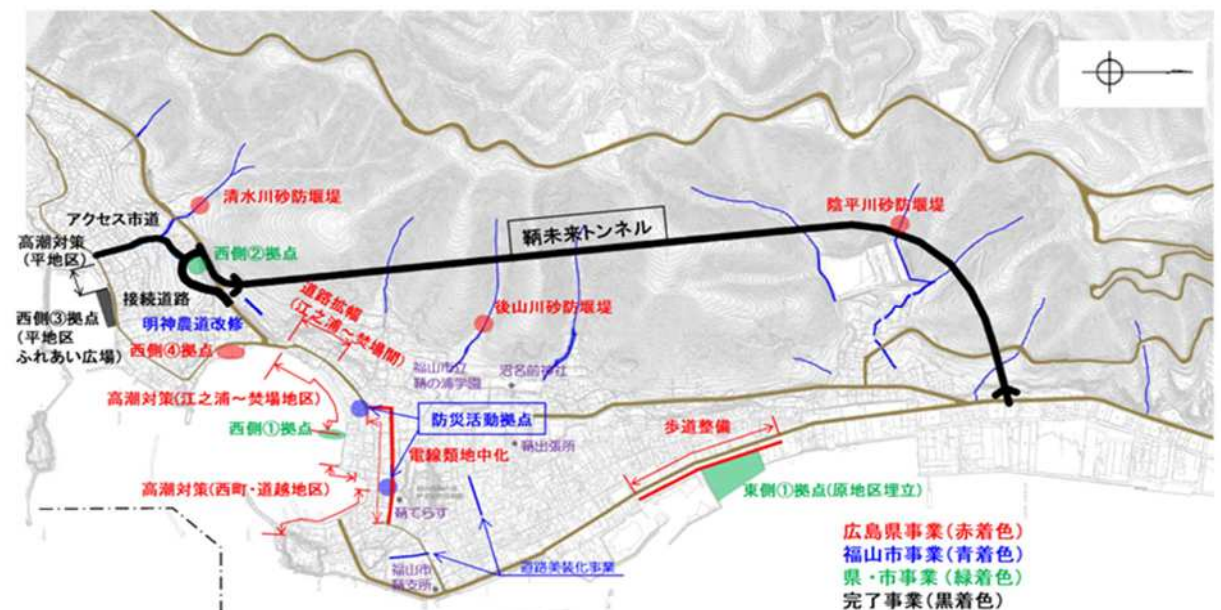 清水川砂防堰堤
陰平川砂防堰堤
アクセス市道
高潮対策
(平地区)
西側②拠点
鞆未来トンネル
接続道路
道路拡幅
(江之浦~焚場間)
後山川砂防堰堤
西側③拠点
(平地区
ふれあい広場)
明神農道改修
西側④拠点
福山市立
鞆の浦学園
沼名前神社
高潮対策(江之浦~焚場地区)
防災活動拠点
西側①拠点
鞆出張所
歩道整備
電線類地中化
高潮対策(西町・道越地区)
東側①拠点(原地区埋立)
鞆てらす
福山市
鞆支所
道路美装化事業
広島県事業(赤着色)
福山市事業(青着色)
県・市事業(緑着色)
完了事業(黒着色)